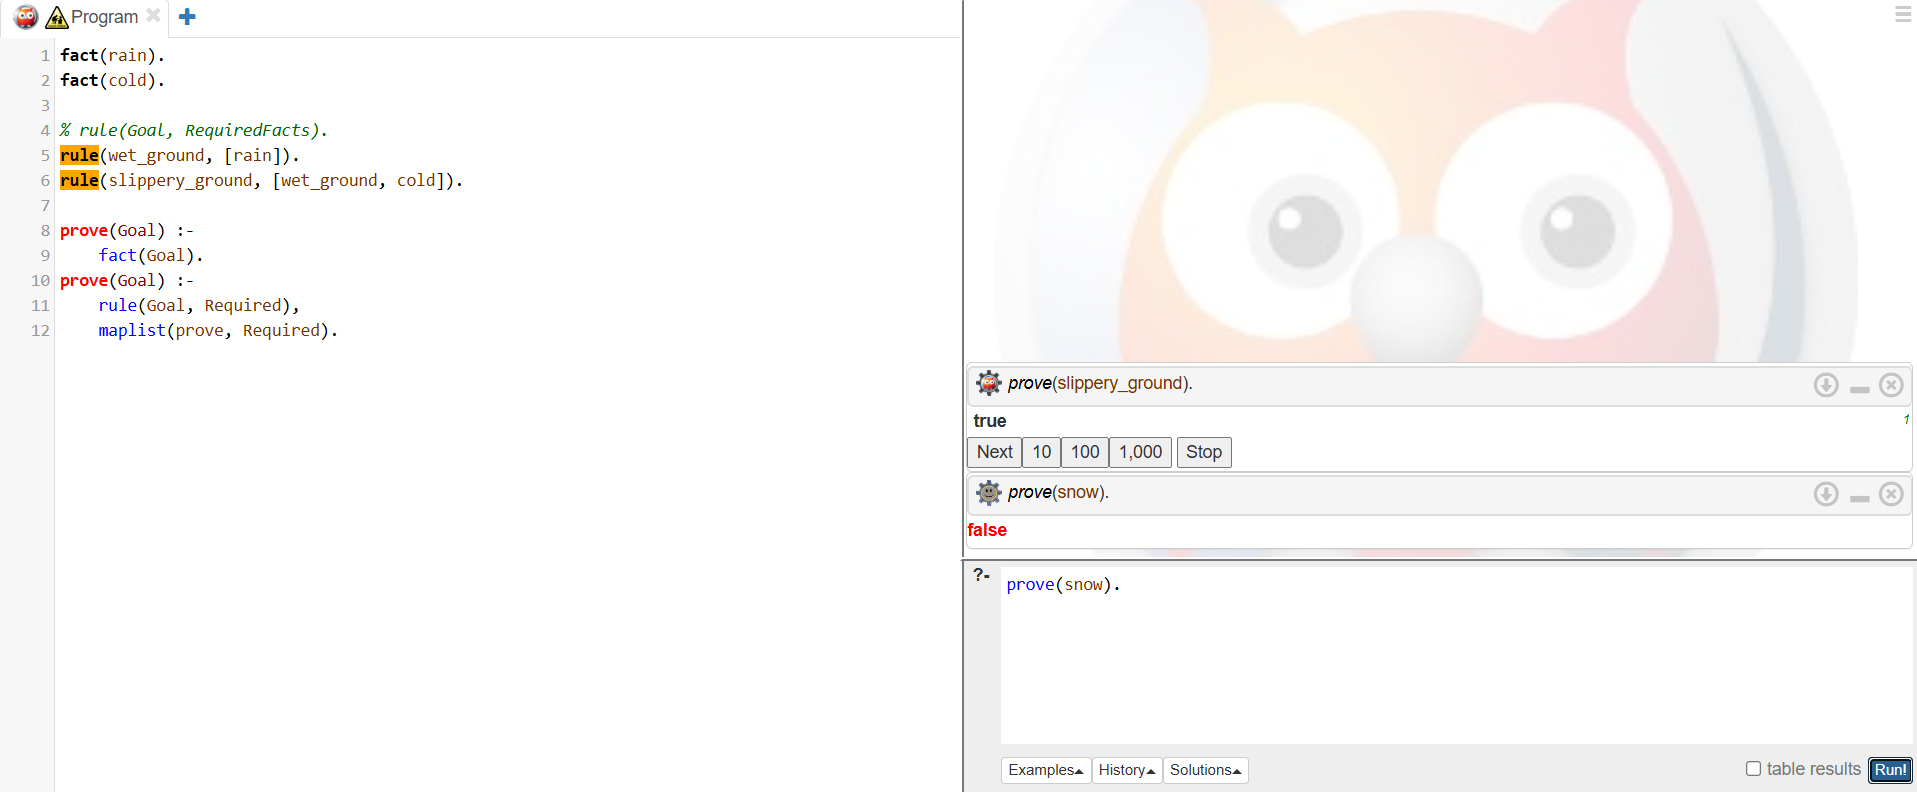 Program
1 fact(rain).
2 fact(cold).
3
4 % rule(Goal, RequiredFacts).
5 rule(wet_ground, [rain]).
6 rule(slippery_ground, [wet_ground, cold]).
7
8 prove(Goal) :-
9     fact(Goal).
10 prove(Goal) :-
11     rule(Goal, Required),
12     maplist(prove, Required).
prove(slippery_ground).
true 1
Next 10 100 1,000 Stop
prove(snow).
false
?- prove(snow).
Examples History Solutions table results Run!